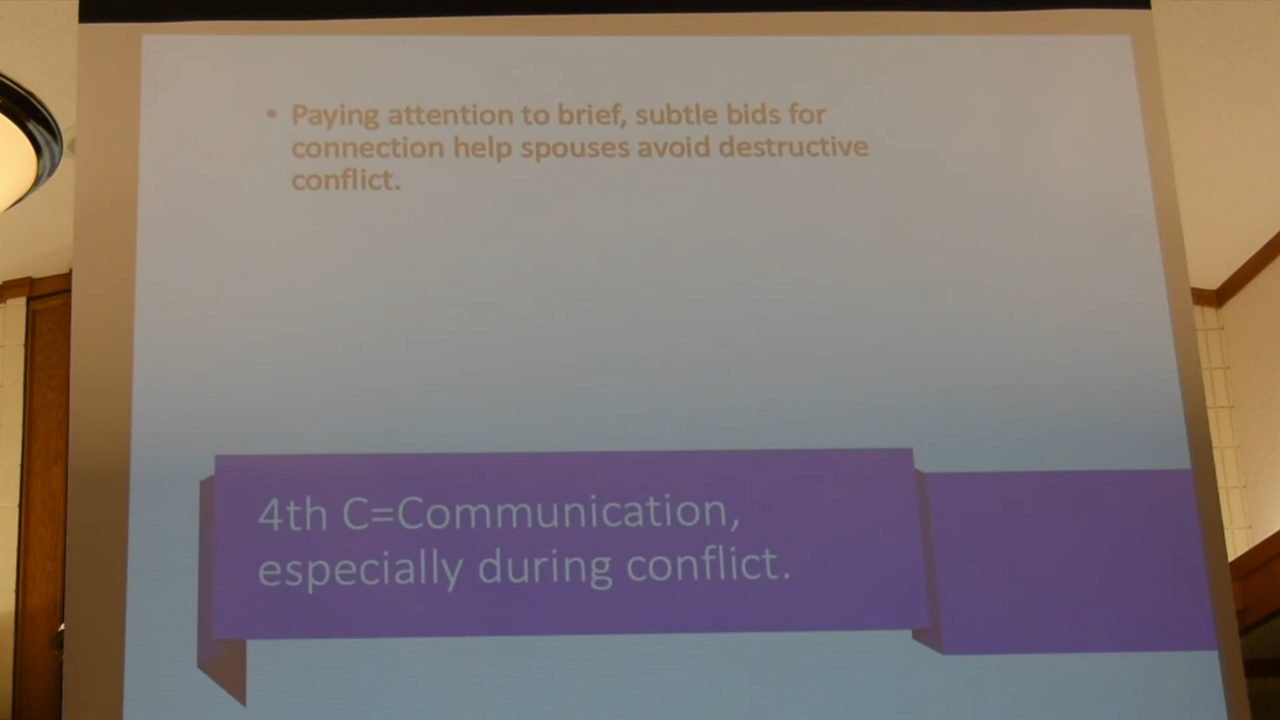 • Paying attention to brief, subtle bids for
connection help spouses avoid destructive
conflict.
4th C=Communication,
especially during conflict.